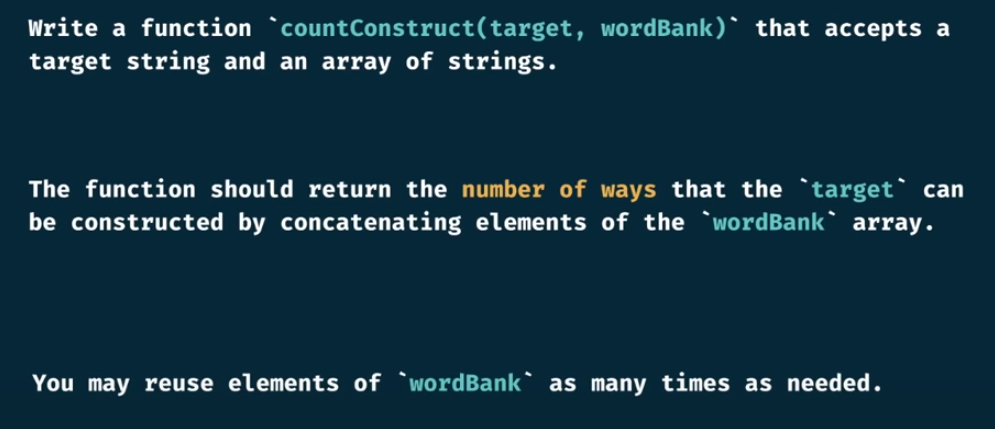 Write a function `countConstruct(target, wordBank)` that accepts a
target string and an array of strings.
The function should return the number of ways that the `target` can
be constructed by concatenating elements of the `wordBank` array.
You may reuse elements of `wordBank` as many times as needed.